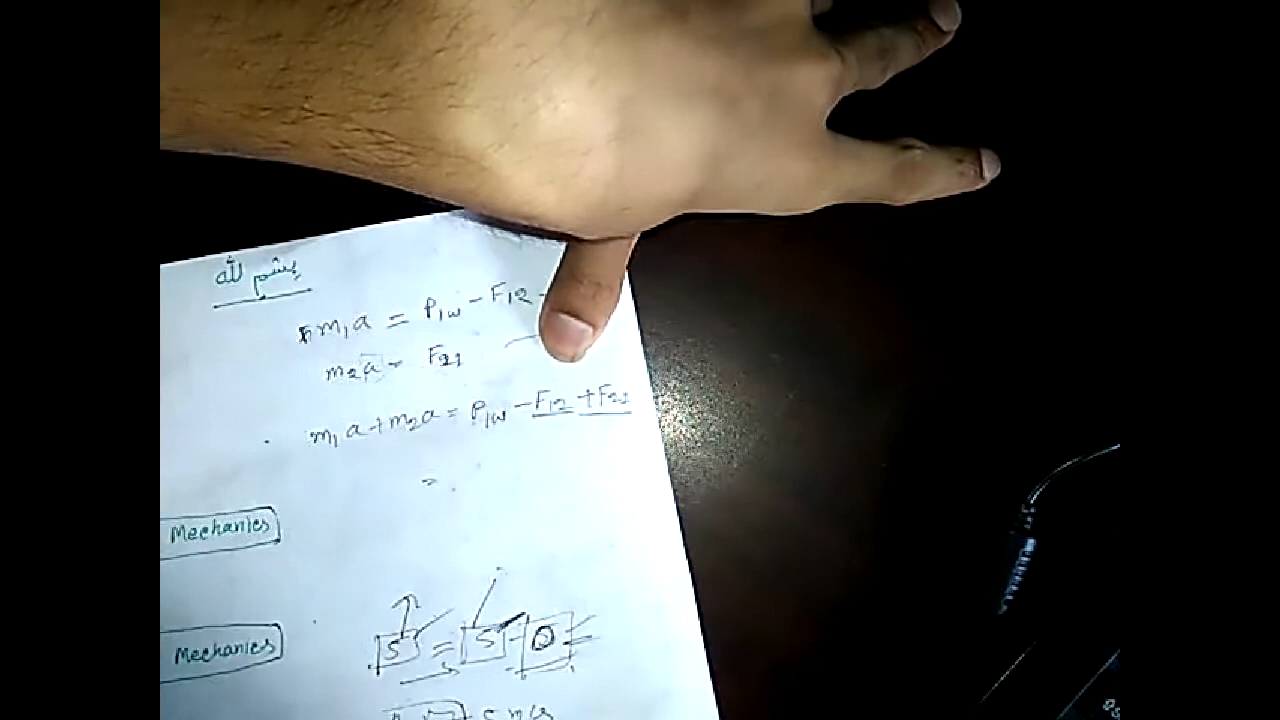 بسم الله
m₁a = P₁w - F₁₂ -
m₂a = F₂₁
m₁a + m₂a = P₁w - F₁₂ + F₂₁
=
Mechanics
Mechanics
S = S - O =